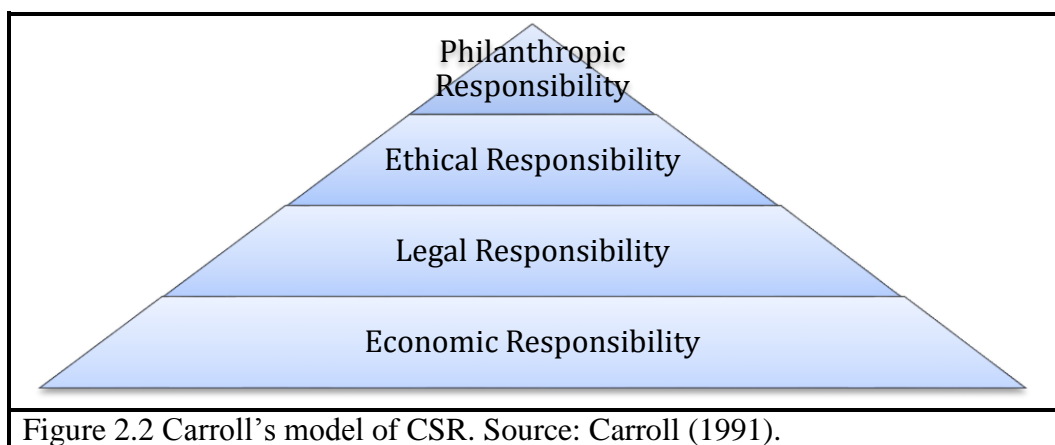 Philanthropic
Responsibility
Ethical Responsibility
Legal Responsibility
Economic Responsibility
Figure 2.2 Carroll’s model of CSR. Source: Carroll (1991).